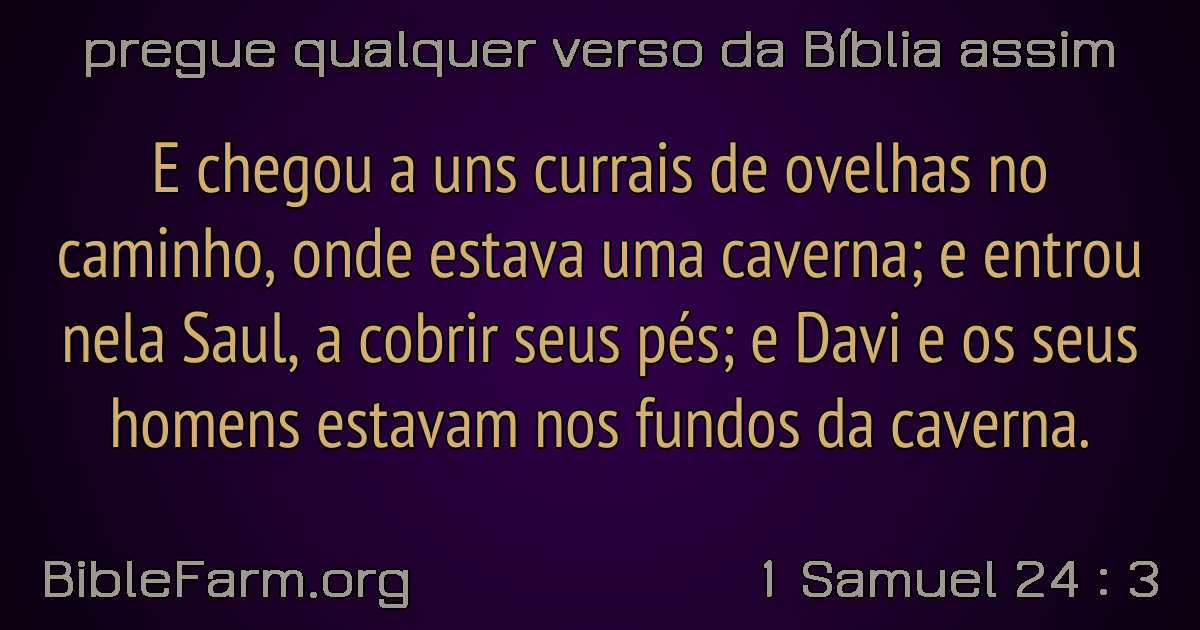 pregue qualquer verso da Bíblia assim
E chegou a uns currais de ovelhas no
caminho, onde estava uma caverna; e entrou
nela Saul, a cobrir seus pés; e Davi e os seus
homens estavam nos fundos da caverna.
BibleFarm.org
1 Samuel 24 : 3